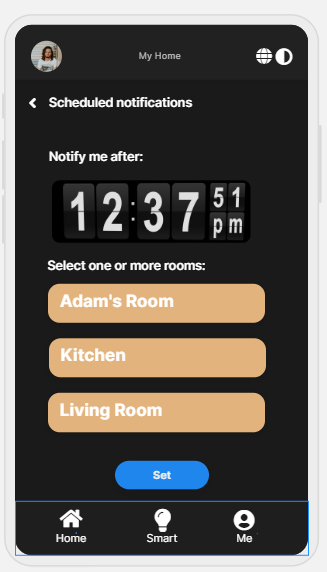 My Home
Scheduled notifications
Notify me after:
12:37 51 pm
Select one or more rooms:
Adam's Room
Kitchen
Living Room
Set
Home Smart Me